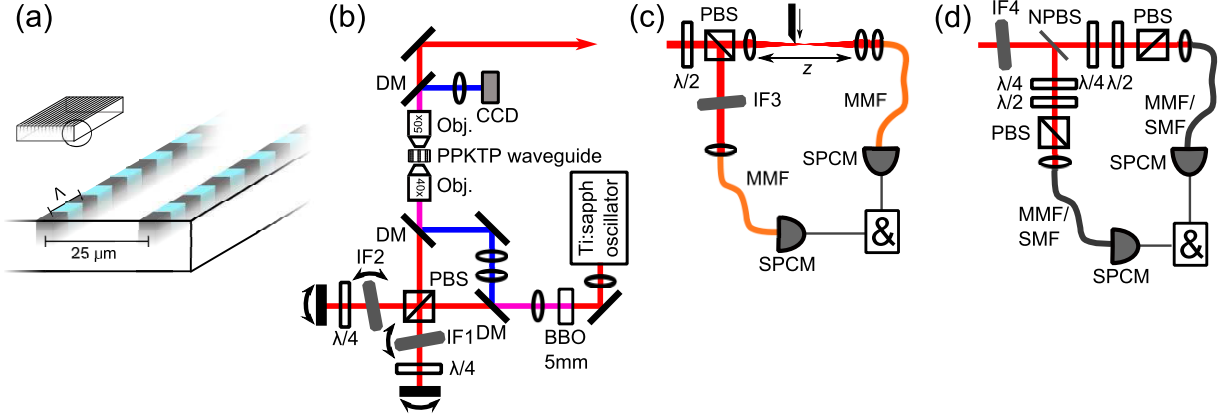 (a)
Λ
25 μm
(b)
DM
CCD
50x
Obj.
PPKTP waveguide
40x
Obj.
DM
Ti:sapph
oscillator
IF2
PBS
λ/4
IF1
DM
BBO
5mm
λ/4
(c)
PBS
λ/2
z
IF3
MMF
MMF
SPCM
&
SPCM
(d)
IF4
NPBS
PBS
λ/4
λ/2
λ/4 λ/2
PBS
MMF/
SMF
SPCM
MMF/
SMF
&
SPCM